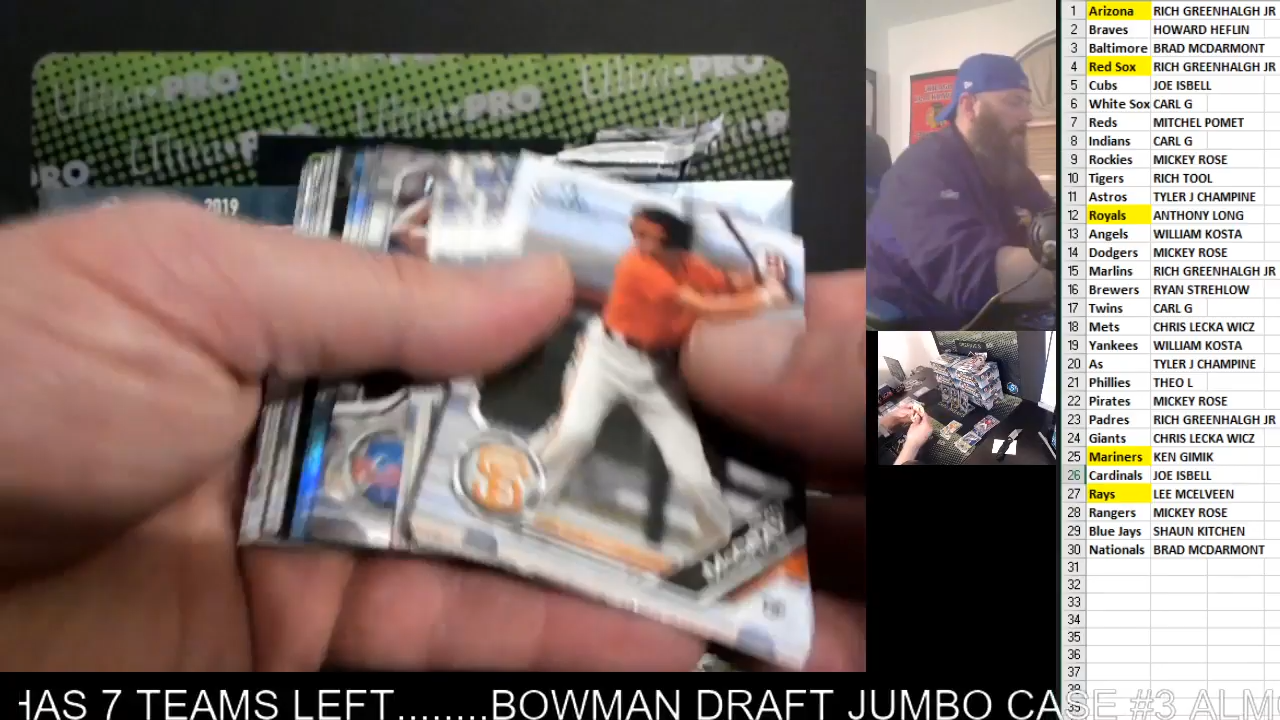 PRO
PRO
PRO
PRO
2019
1 Arizona RICH GREENHALGH JR
2 Braves HOWARD HEFLIN
3 Baltimore BRAD MCDARMONT
4 Red Sox RICH GREENHALGH JR
5 Cubs JOE ISBELL
6 White Sox CARL G
7 Reds MITCHEL POMET
8 Indians CARL G
9 Rockies MICKEY ROSE
10 Tigers RICH TOOL
11 Astros TYLER J CHAMPINE
12 Royals ANTHONY LONG
13 Angels WILLIAM KOSTA
14 Dodgers MICKEY ROSE
15 Marlins RICH GREENHALGH JR
16 Brewers RYAN STREHLOW
17 Twins CARL G
18 Mets CHRIS LECKA WICZ
19 Yankees WILLIAM KOSTA
20 As TYLER J CHAMPINE
21 Phillies THEO L
22 Pirates MICKEY ROSE
23 Padres RICH GREENHALGH JR
24 Giants CHRIS LECKA WICZ
25 Mariners KEN GIMIK
26 Cardinals JOE ISBELL
27 Rays LEE MCELVEEN
28 Rangers MICKEY ROSE
29 Blue Jays SHAUN KITCHEN
30 Nationals BRAD MCDARMONT
31
32
33
34
35
36
37
HAS 7 TEAMS LEFT ........BOWMAN DRAFT JUMBO CASE #3 ALM